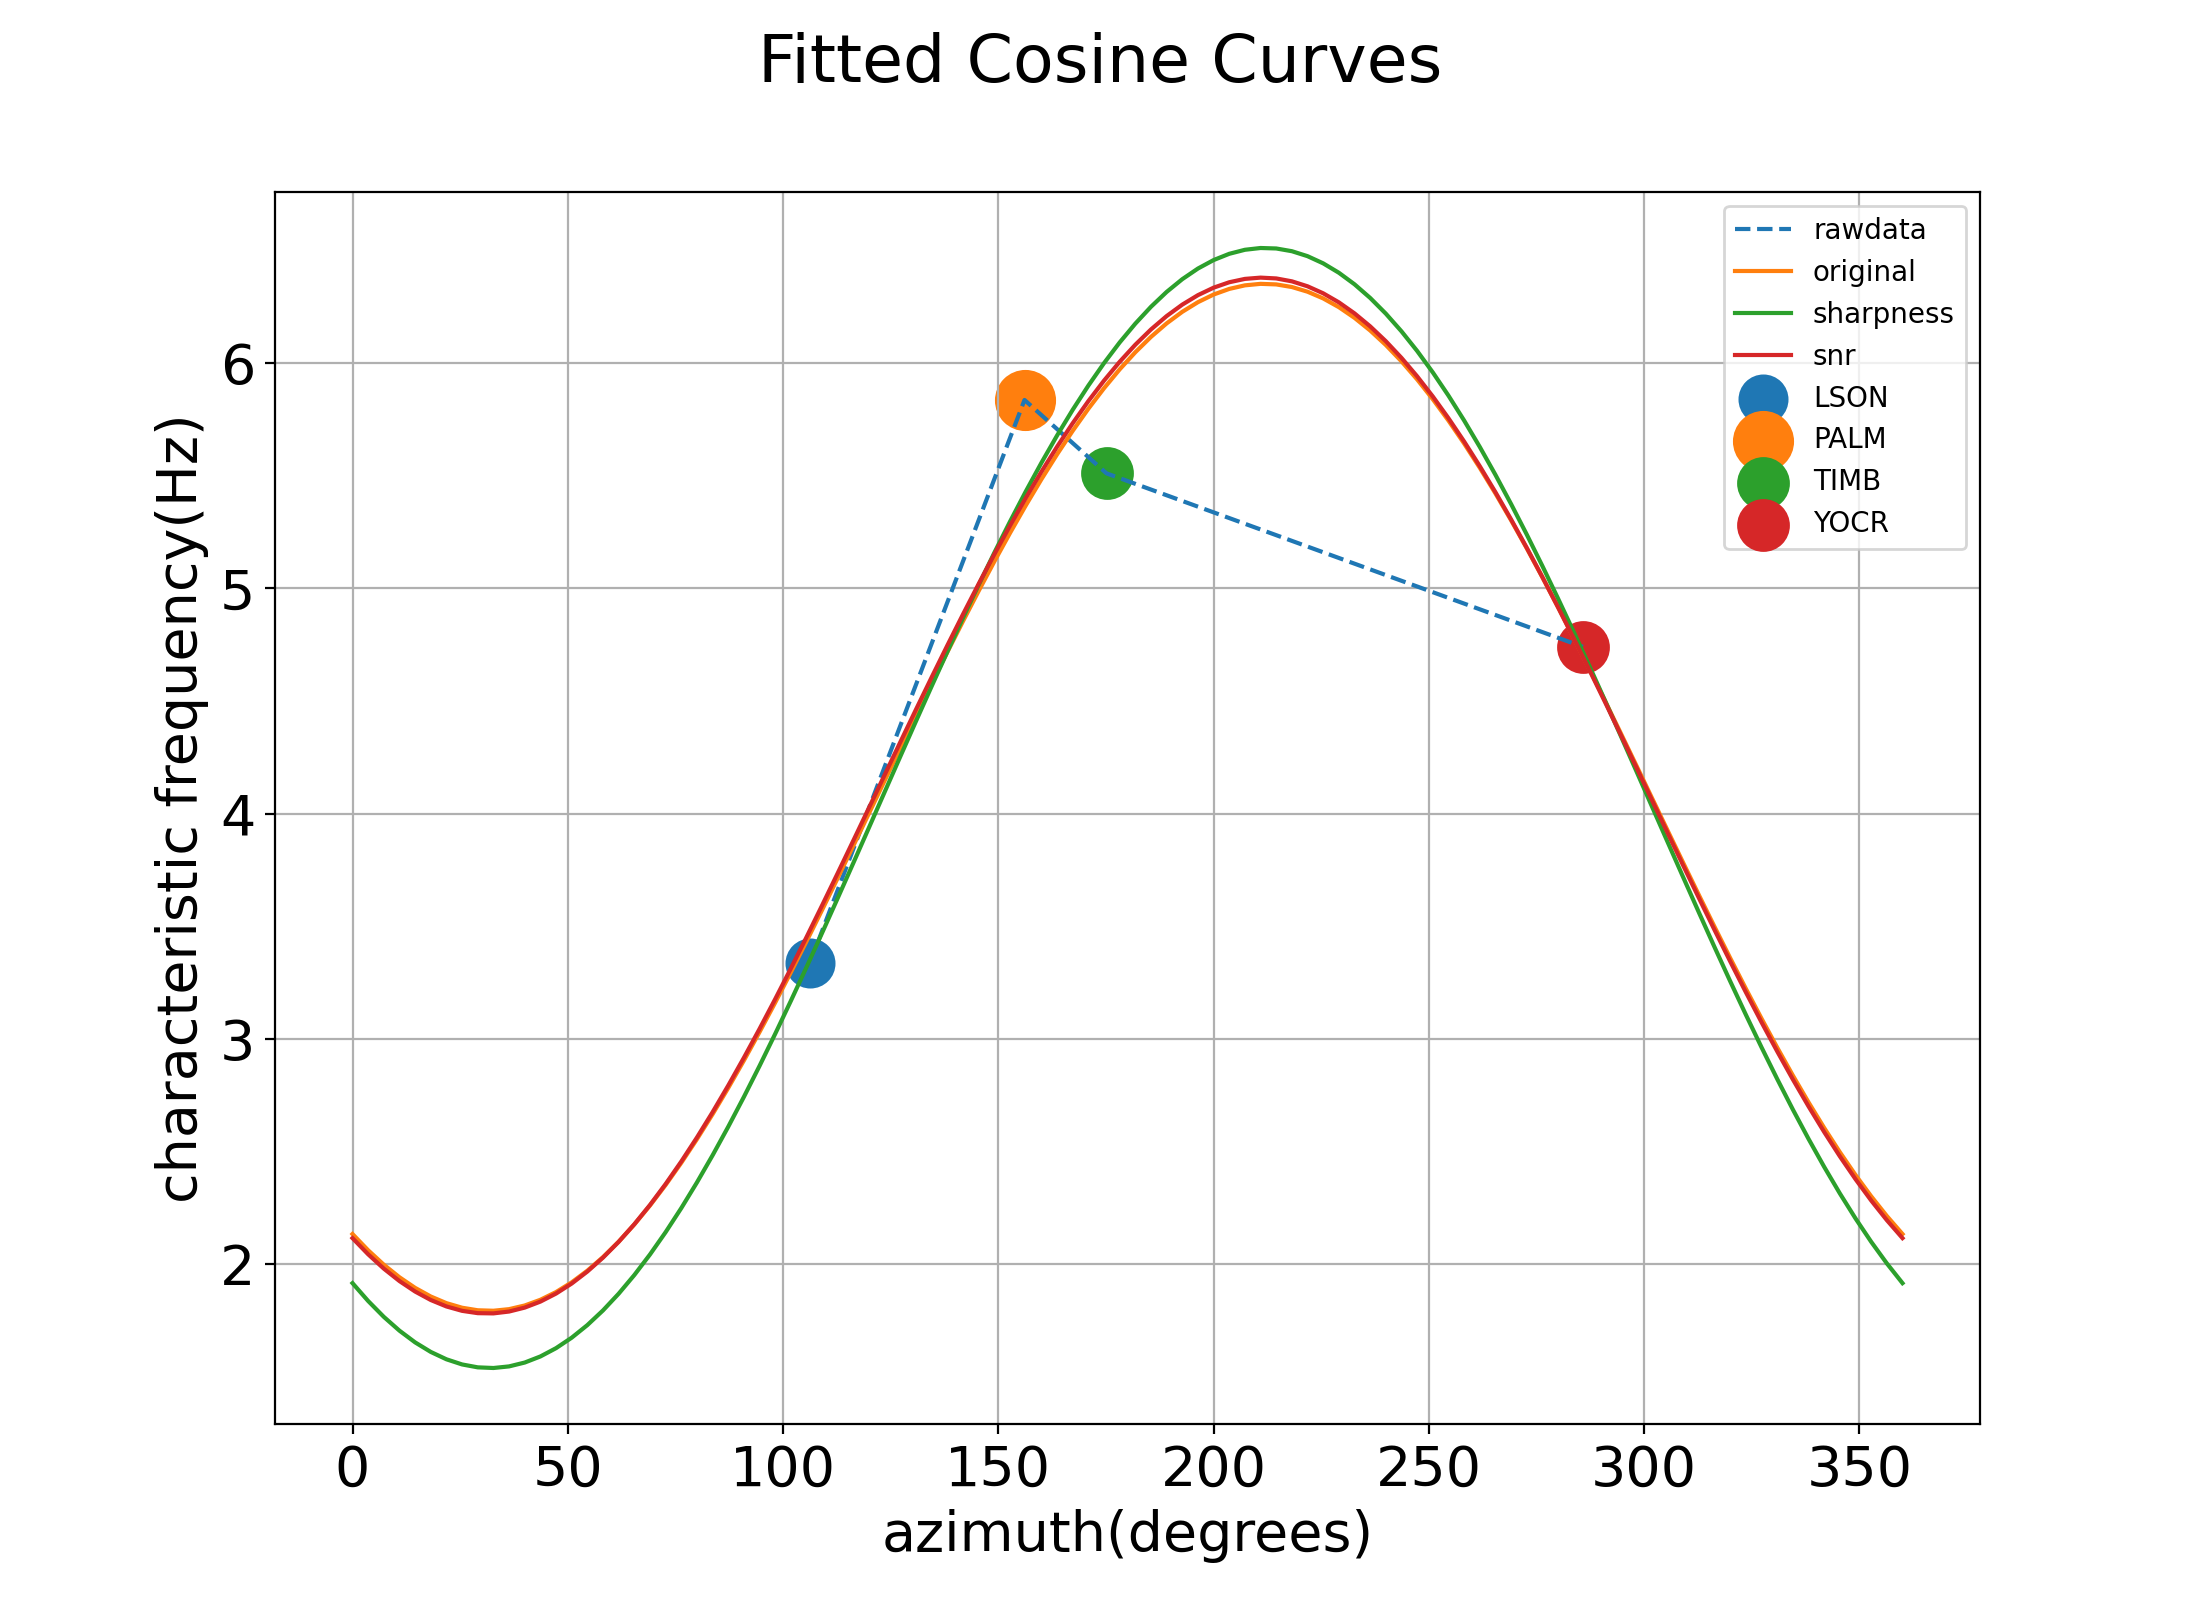 Fitted Cosine Curves
rawdata
original
sharpness
snr
LSON
PALM
TIMB
YOCR
characteristic frequency(Hz)
6
5
4
3
2
0 50 100 150 200 250 300 350
azimuth(degrees)